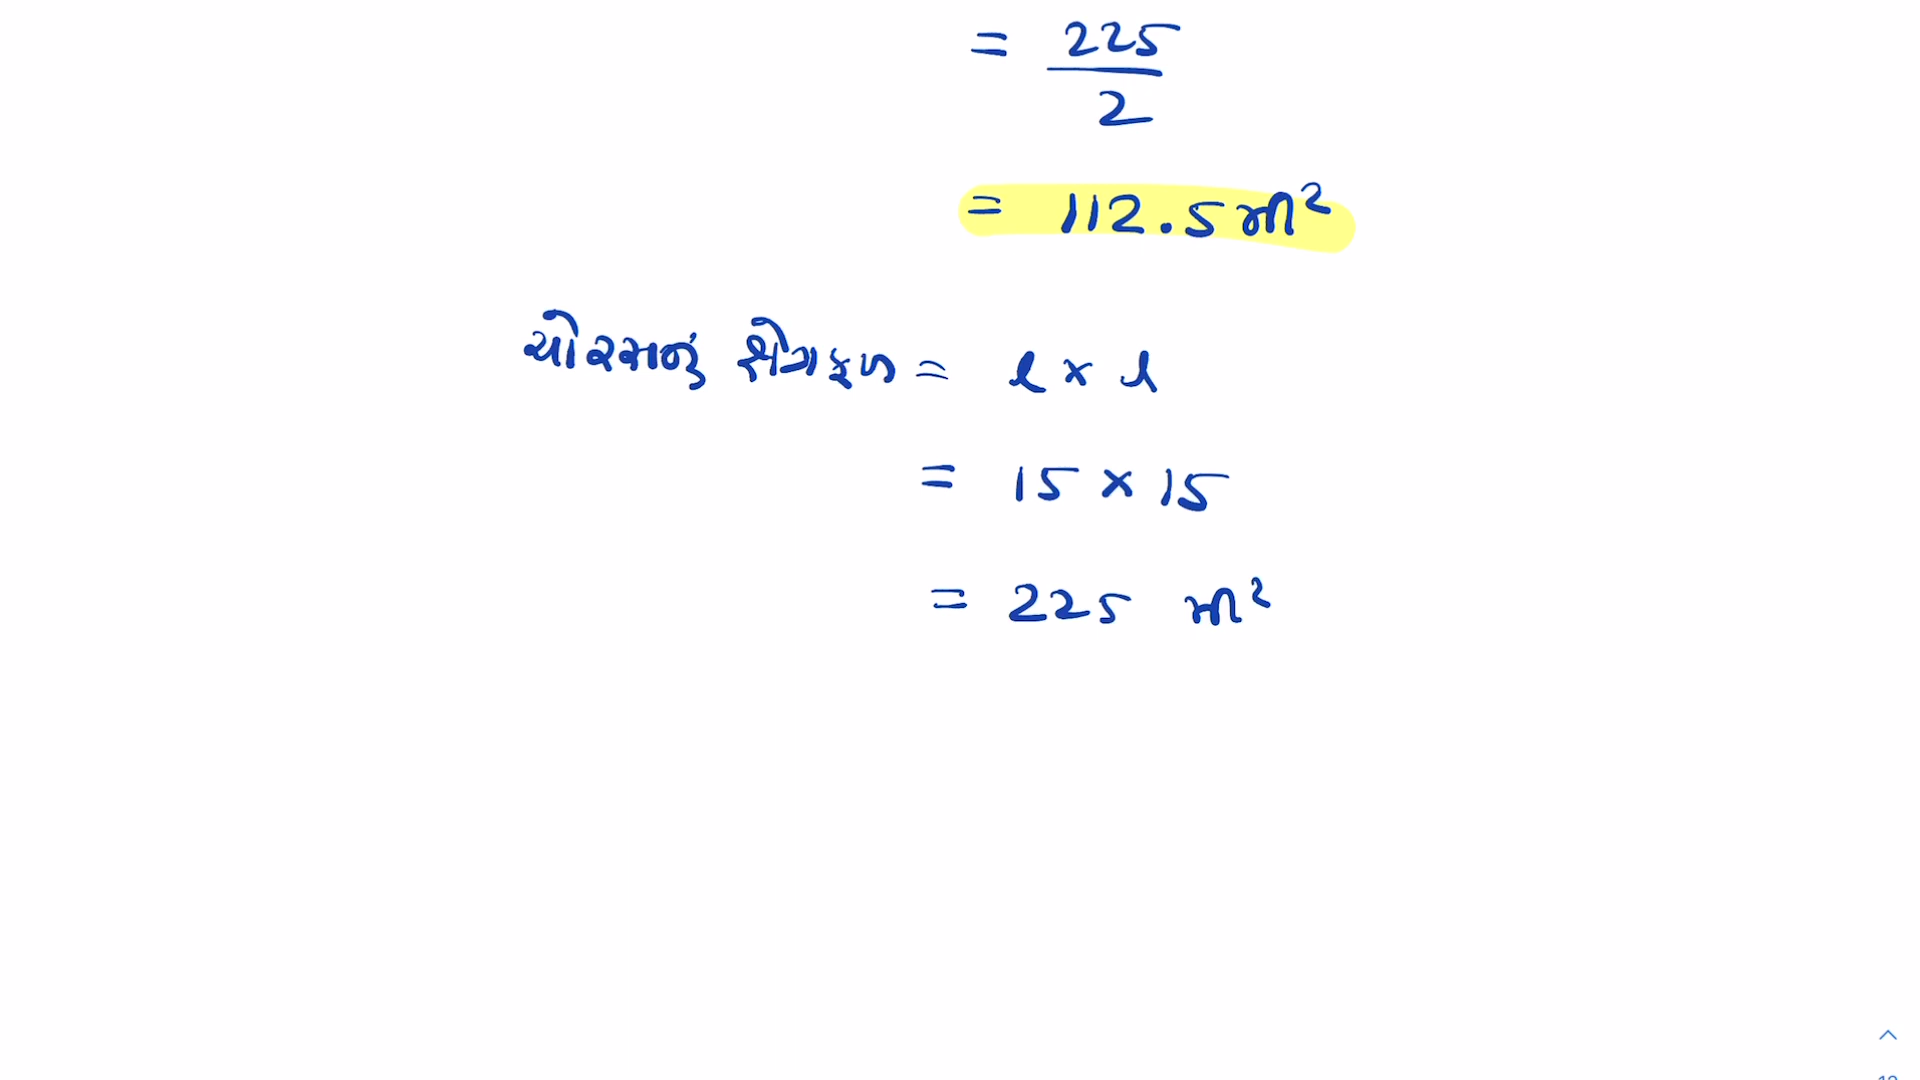 = 225/2
= 112.5 મી²
ચોરસનું ક્ષેત્રફળ = l × l
= 15 × 15
= 225 મી²